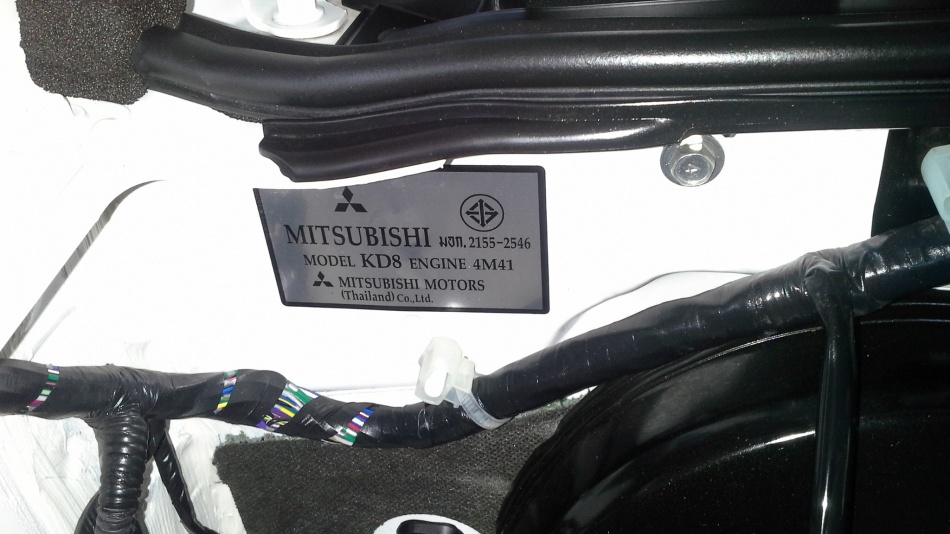 MITSUBISHI มอก. 2155-2546
MODEL KD8 ENGINE 4M41
MITSUBISHI MOTORS
(Thailand) Co., Ltd.